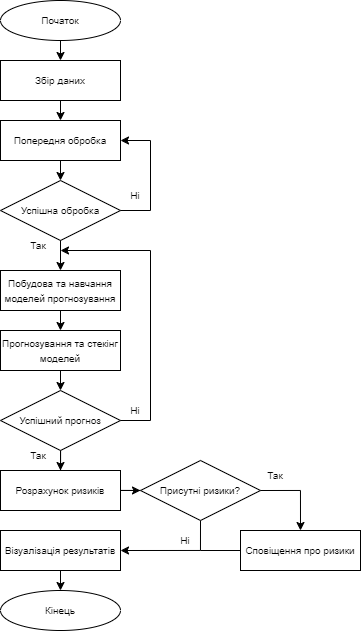 Початок
Збір даних
Попередня обробка
Ні
Успішна обробка
Так
Побудова та навчання
моделей прогнозування
Прогнозування та стекінг
моделей
Ні
Успішний прогноз
Так
Розрахунок ризиків
Присутні ризики?
Так
Ні
Візуалізація результатів
Сповіщення про ризики
Кінець